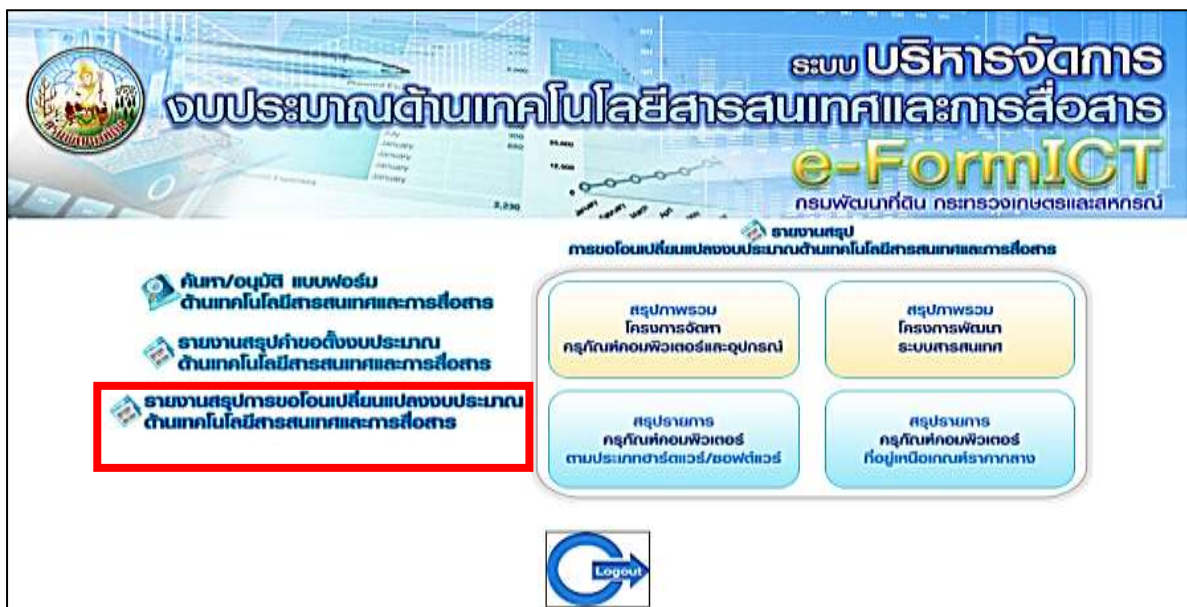 ระบบ บริหารจัดการ
งบประมาณด้านเทคโนโลยีสารสนเทศและการสื่อสาร
e-FormICT
กรมพัฒนาที่ดิน กระทรวงเกษตรและสหกรณ์
ค้นหา/อนุมัติ แบบฟอร์ม
ด้านเทคโนโลยีสารสนเทศและการสื่อสาร
รายงานสรุปคำขอตั้งงบประมาณ
ด้านเทคโนโลยีสารสนเทศและการสื่อสาร
รายงานสรุปการขอโอนเปลี่ยนแปลงงบประมาณ
ด้านเทคโนโลยีสารสนเทศและการสื่อสาร
รายงานสรุป
การขอโอนเปลี่ยนแปลงงบประมาณด้านเทคโนโลยีสารสนเทศและการสื่อสาร
สรุปภาพรวม
โครงการจัดหา
ครุภัณฑ์คอมพิวเตอร์และอุปกรณ์
สรุปภาพรวม
โครงการพัฒนา
ระบบสารสนเทศ
สรุปรายการ
ครุภัณฑ์คอมพิวเตอร์
ตามประเภทฮาร์ดแวร์/ซอฟต์แวร์
สรุปรายการ
ครุภัณฑ์คอมพิวเตอร์
ที่อยู่เหนือเกณฑ์ราคากลาง
Logout